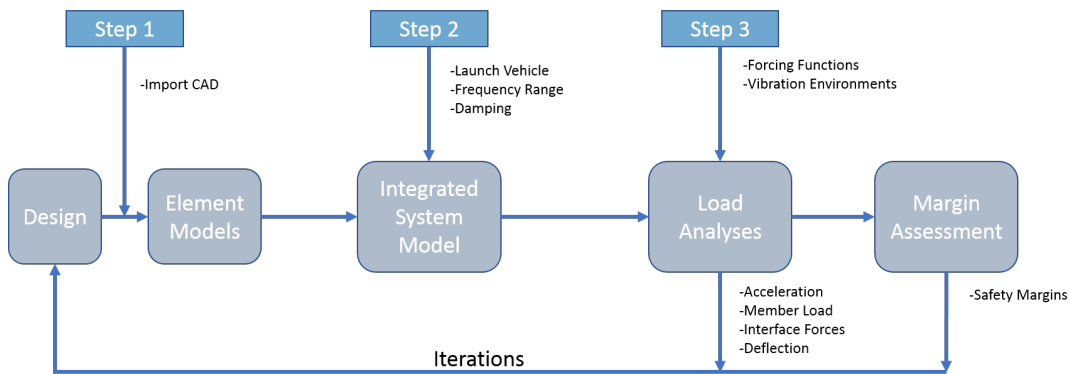 Step 1
Step 2
Step 3
-Import CAD
-Launch Vehicle
-Frequency Range
-Damping
-Forcing Functions
-Vibration Environments
Design
Element
Models
Integrated
System
Model
Load
Analyses
Margin
Assessment
-Acceleration
-Member Load
-Interface Forces
-Deflection
-Safety Margins
Iterations